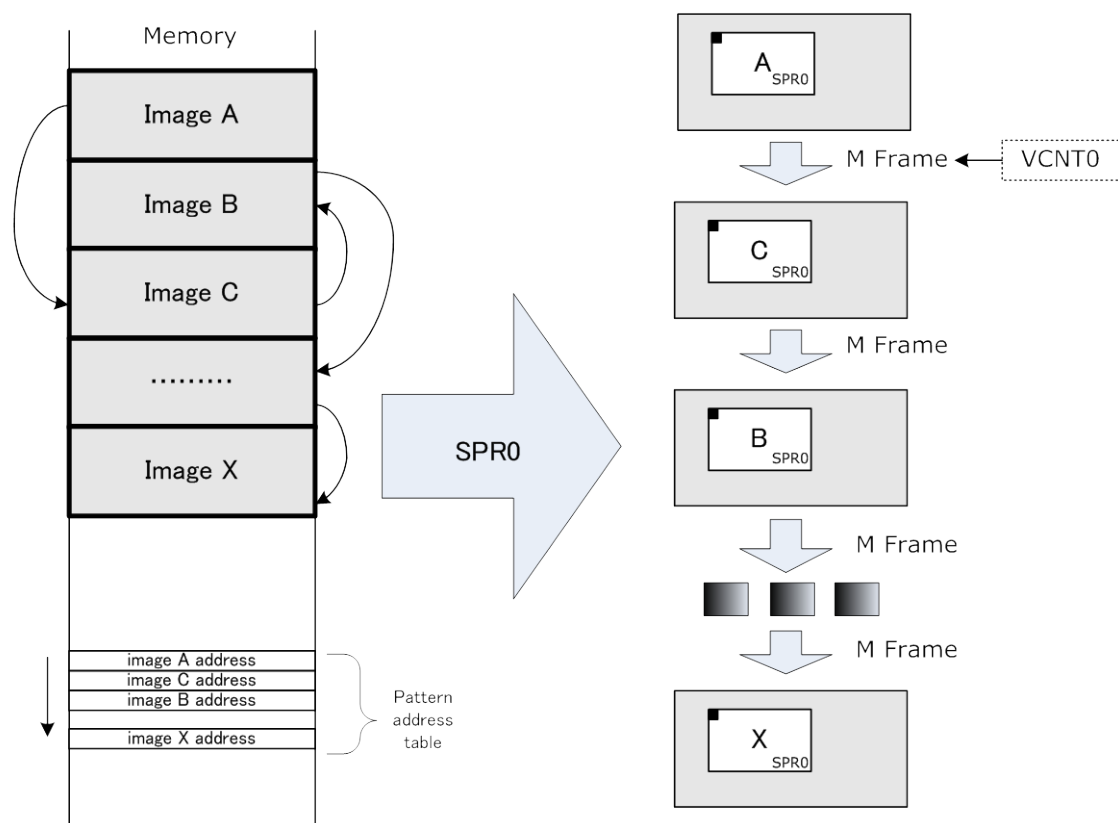 Memory
Image A
Image B
Image C
.........
Image X
image A address
image C address
image B address
image X address
Pattern
address
table
SPR0
A
SPR0
M Frame
VCNT0
C
SPR0
M Frame
B
SPR0
M Frame
M Frame
X
SPR0